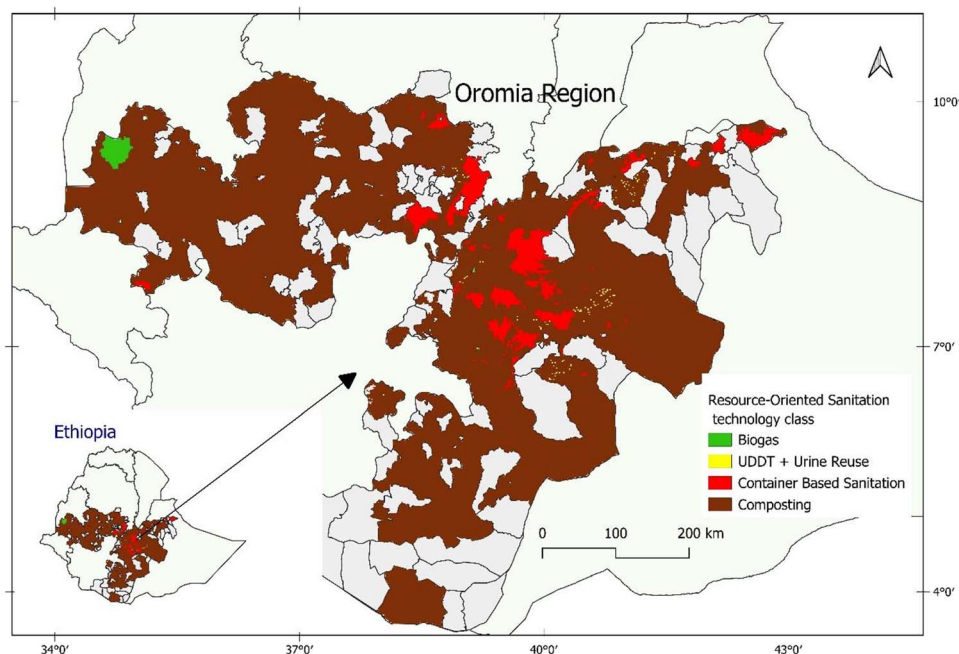 Oromia Region
10°0'
7°0'
Resource-Oriented Sanitation
technology class
Biogas
UDDT + Urine Reuse
Container Based Sanitation
Composting
Ethiopia
0 100 200 km
4°0'
34°0' 37°0' 40°0' 43°0'